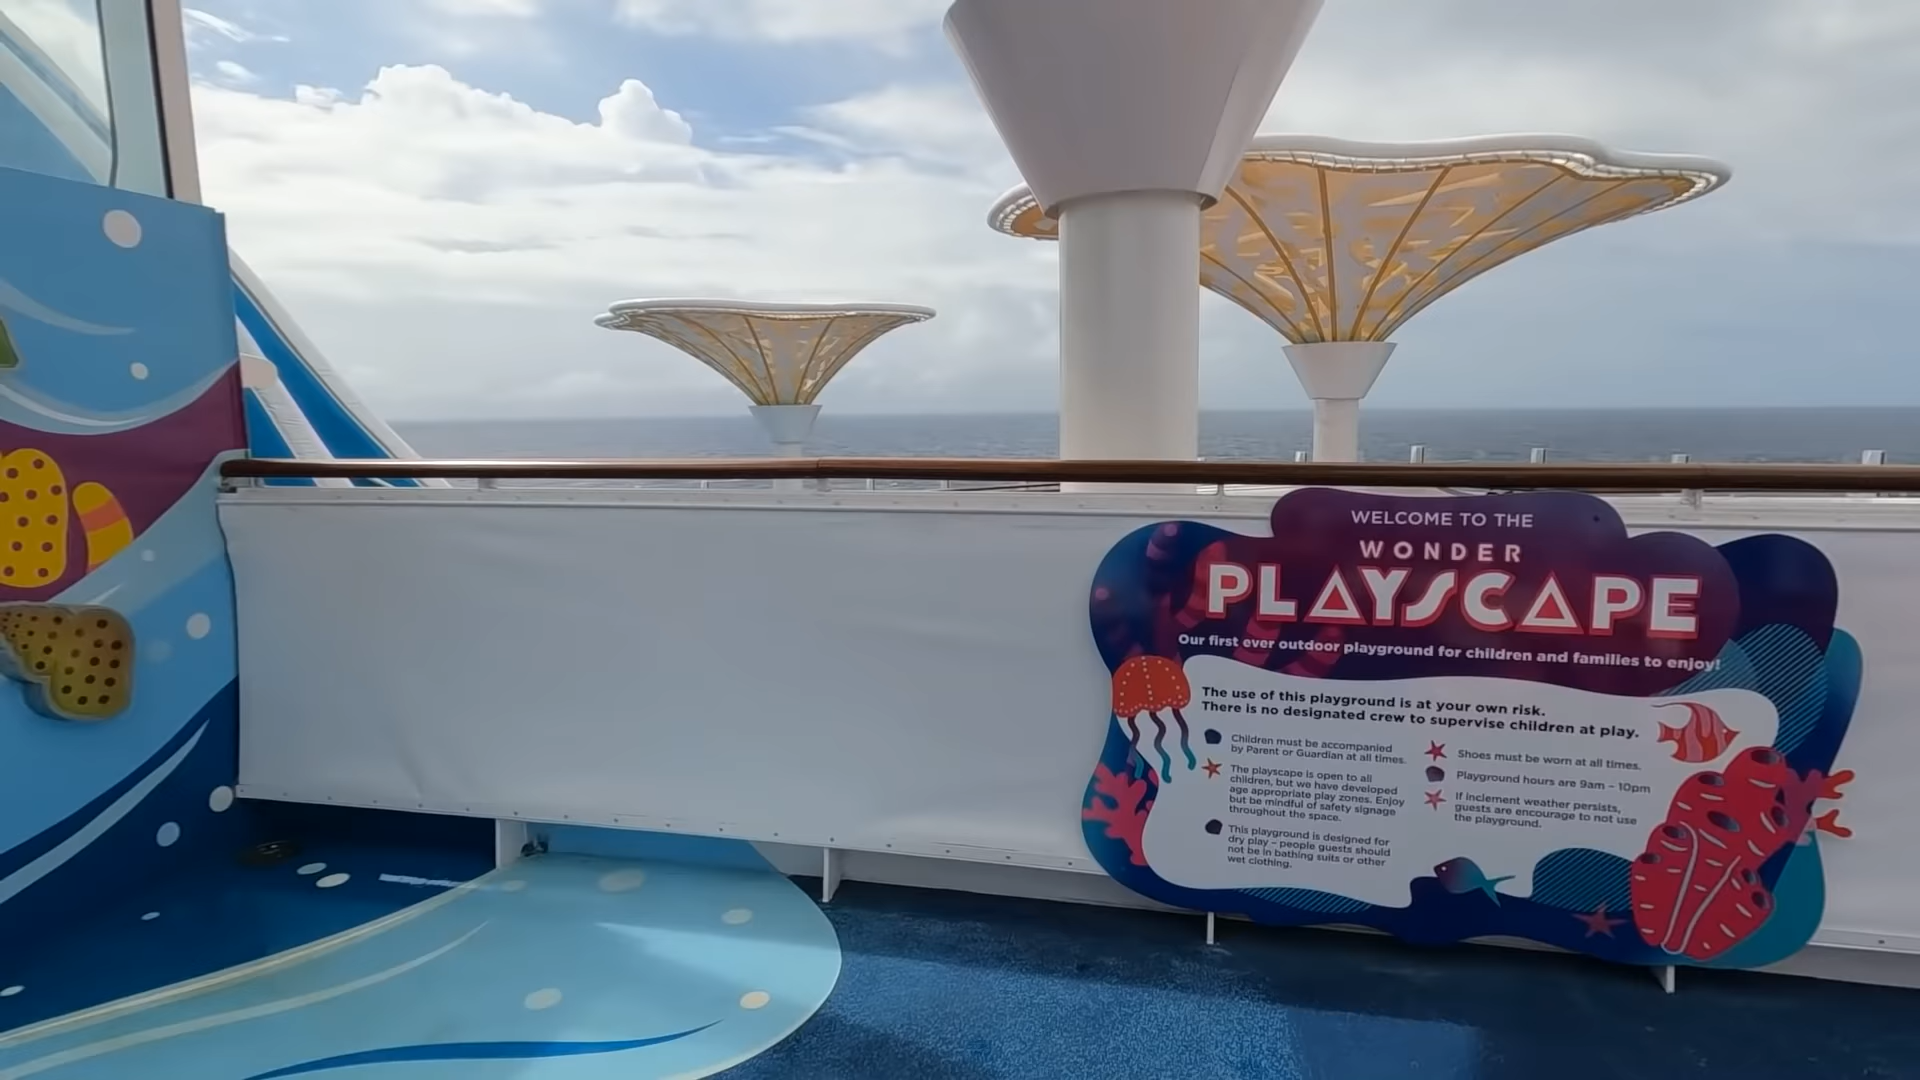 WELCOME TO THE
WONDER
PLAYSCAPE
Our first ever outdoor playground for children and families to enjoy!
The use of this playground is at your own risk.
There is no designated crew to supervise children at play.
Children must be accompanied
by Parent or Guardian at all times.
The playscape is open to all
children, but we have developed
age appropriate play zones. Enjoy
but be mindful of safety signage
throughout the space.
This playground is designed for
dry play – people guests should
not be in bathing suits or other
wet clothing.
Shoes must be worn at all times.
Playground hours are 9am – 10pm
If inclement weather persists,
guests are encourage to not use
the playground.